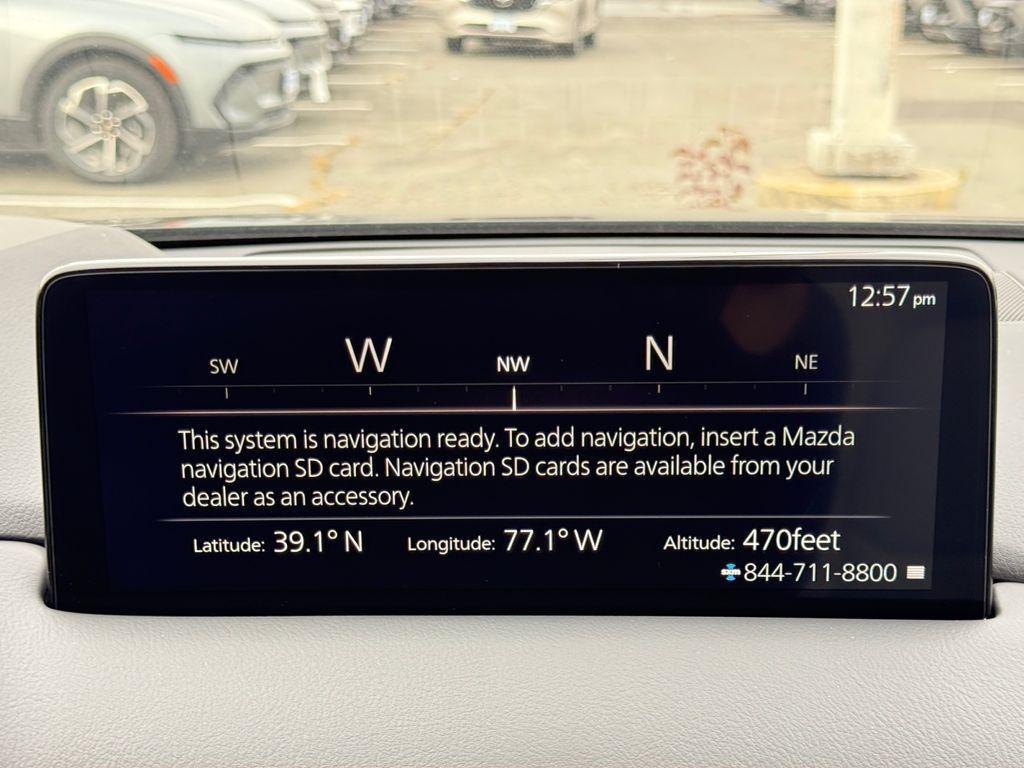 12:57 pm
SW W NW N NE
This system is navigation ready. To add navigation, insert a Mazda
navigation SD card. Navigation SD cards are available from your
dealer as an accessory.
Latitude: 39.1° N Longitude: 77.1° W Altitude: 470feet
sxm 844-711-8800